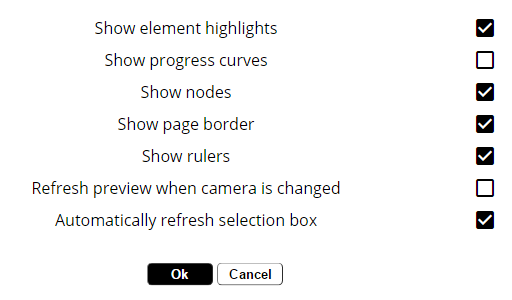 Show element highlights
Show progress curves
Show nodes
Show page border
Show rulers
Refresh preview when camera is changed
Automatically refresh selection box
Ok Cancel